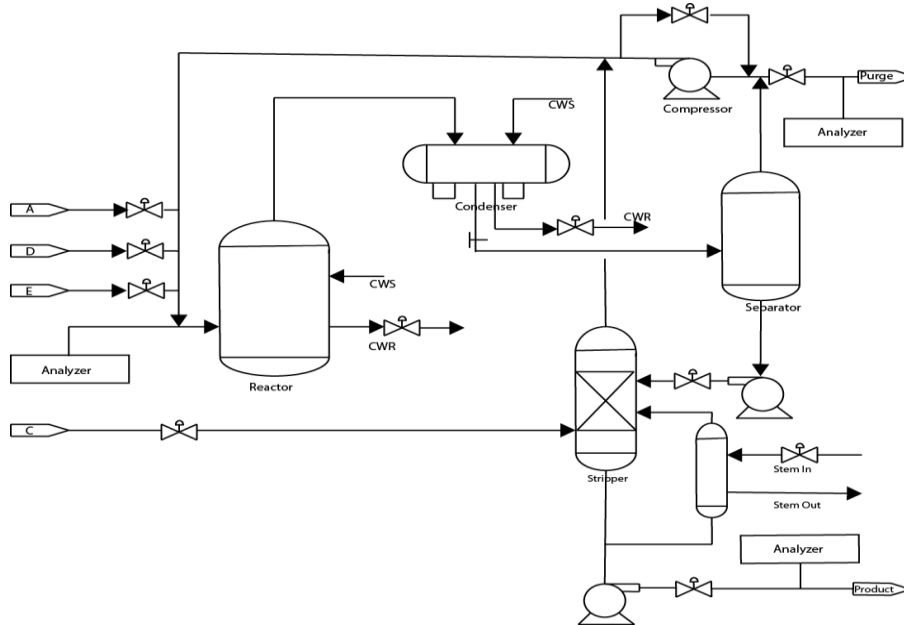 Purge
Compressor
Analyzer
CWS
Condenser
A
CWR
D
CWS
E
Separator
CWR
Analyzer
Reactor
C
Stem In
Stripper
Stem Out
Analyzer
Product